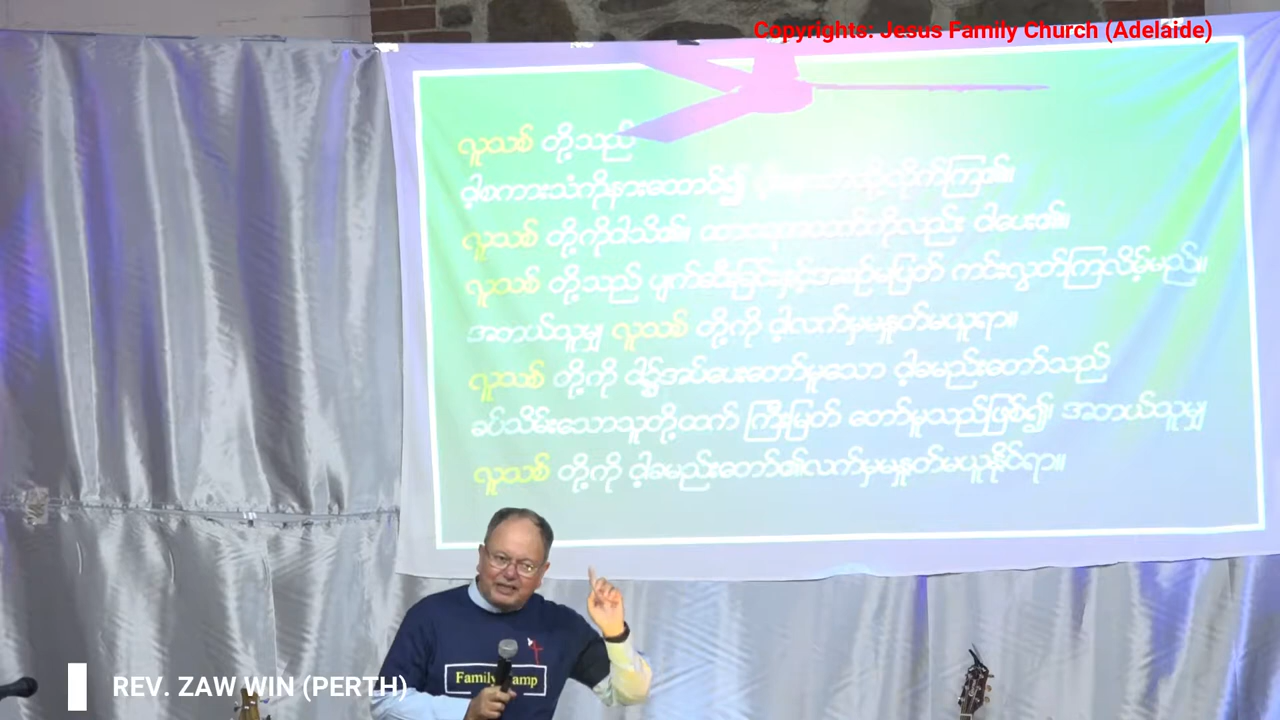 Copyrights: Jesus Family Church (Adelaide)
လူသစ် တို့သည်
ငါ့စကားသံကိုနားထောင်၍
လူသစ် တို့ကိုငါသိ၏။ ထာဝရအသက်ကိုလည်း ငါပေး၏။
လူသစ် တို့သည် ပျက်စီးခြင်းနှင့်အစဉ်မပြတ် ကင်းလွတ်ကြလိမ့်မည်။
အဘယ်သူမျှ လူသစ် တို့ကို ငါ့လက်မှမနှုတ်မယူရာ။
လူသစ် တို့ကို ငါ၌အပ်ပေးတော်မူသော ငါ့ခမည်းတော်သည်
ခပ်သိမ်းသောသူတို့ထက် ကြီးမြတ် တော်မူသည်ဖြစ်၍၊ အဘယ်သူမျှ
လူသစ် တို့ကို ငါ့ခမည်းတော်၏လက်မှမနှုတ်မယူနိုင်ရာ။
Family Camp
REV. ZAW WIN (PERTH)